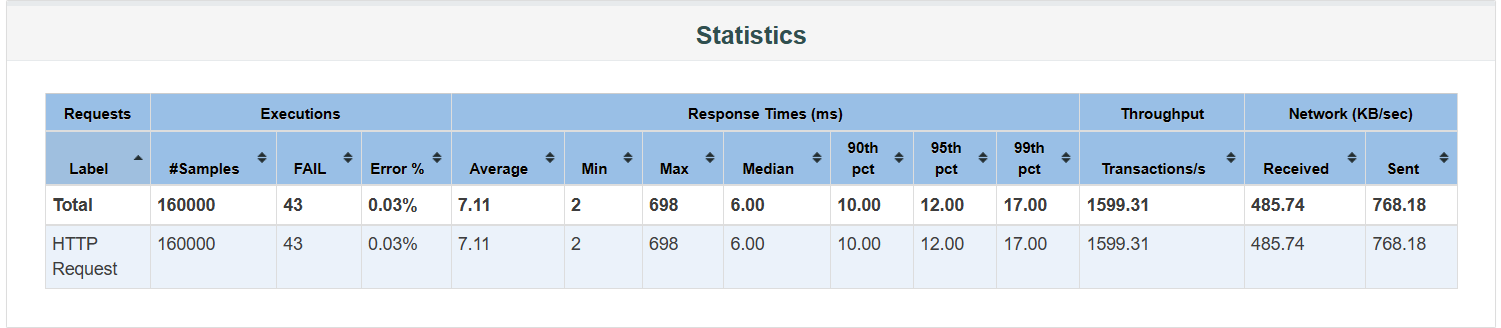 Statistics
Requests Executions Response Times (ms) Throughput Network (KB/sec)
Label #Samples FAIL Error % Average Min Max Median 90th pct 95th pct 99th pct Transactions/s Received Sent
Total 160000 43 0.03% 7.11 2 698 6.00 10.00 12.00 17.00 1599.31 485.74 768.18
HTTP Request 160000 43 0.03% 7.11 2 698 6.00 10.00 12.00 17.00 1599.31 485.74 768.18